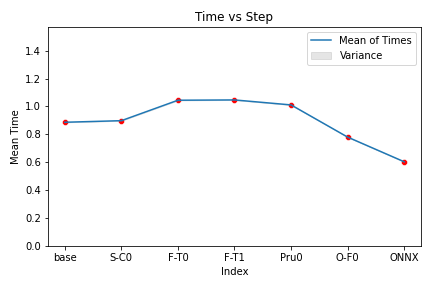 Time vs Step
Mean of Times
Variance
1.4
1.2
1.0
0.8
0.6
0.4
0.2
0.0
Mean Time
base S-C0 F-T0 F-T1 Pru0 O-F0 ONNX
Index